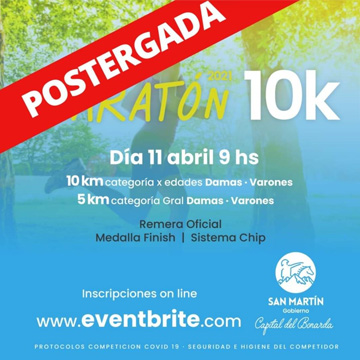 POSTERGADA
2021
MARATÓN 10k
Día 11 abril 9 hs
10 km categoría x edades Damas · Varones
5 km categoría Gral Damas · Varones
Remera Oficial
Medalla Finish | Sistema Chip
Inscripciones on line
www.eventbrite.com
SAN MARTÍN
Gobierno
Capital del Bonarda
PROTOCOLOS COMPETICION COVID 19 · SEGURIDAD E HIGIENE DEL COMPETIDOR